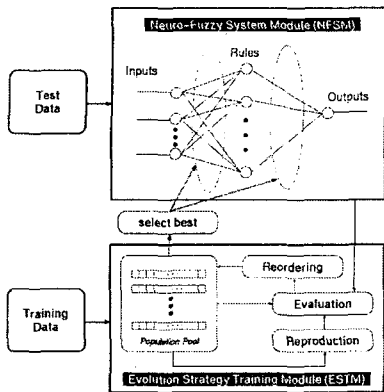 Neuro-Fuzzy System Module (NFSM)
Rules
Inputs
Outputs
Test
Data
select best
Reordering
Evaluation
Training
Data
Reproduction
Population Pool
Evolution Strategy Training Module (ESTM)